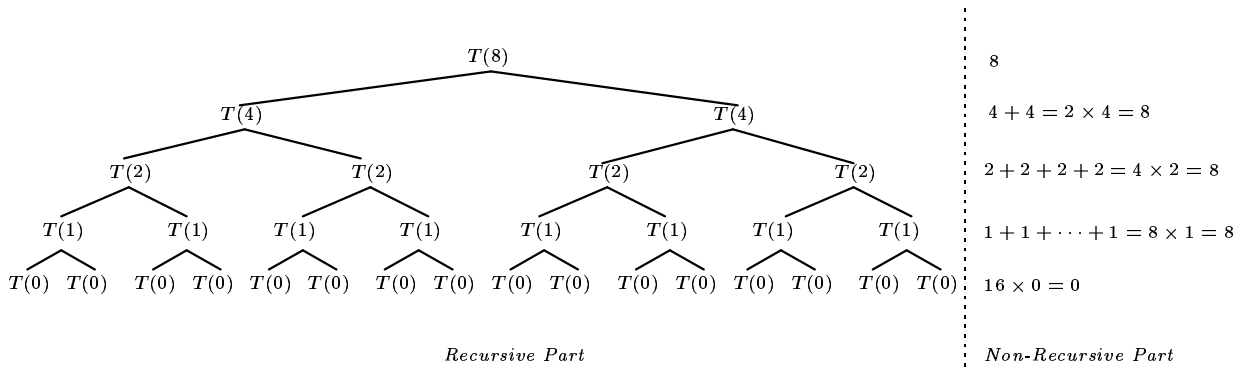 T(8)
8
T(4) T(4)
4 + 4 = 2 × 4 = 8
T(2) T(2) T(2) T(2)
2 + 2 + 2 + 2 = 4 × 2 = 8
T(1) T(1) T(1) T(1) T(1) T(1) T(1) T(1)
1 + 1 + · · · + 1 = 8 × 1 = 8
T(0) T(0) T(0) T(0) T(0) T(0) T(0) T(0) T(0) T(0) T(0) T(0) T(0) T(0) T(0) T(0)
16 × 0 = 0
Recursive Part
Non-Recursive Part